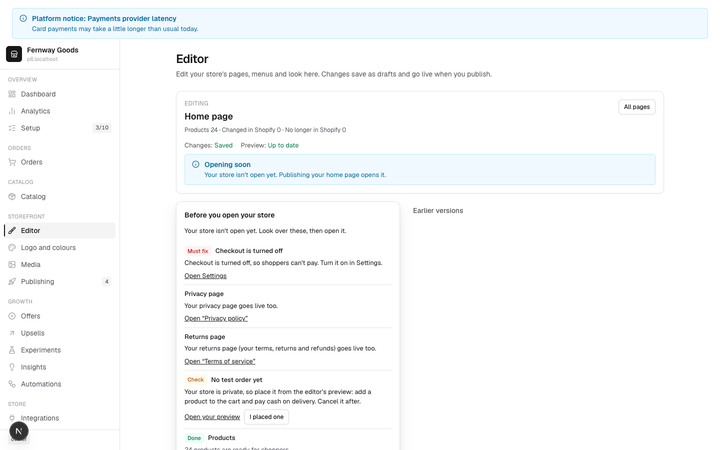 Platform notice: Payments provider latency
Card payments may take a little longer than usual today.
Fernway Goods
p6.localhost
OVERVIEW
Dashboard
Analytics
Setup
3/10
ORDERS
Orders
CATALOG
Catalog
STOREFRONT
Editor
Logo and colours
Media
Publishing
4
GROWTH
Offers
Upsells
Experiments
Insights
Automations
STORE
Integrations
N
Editor
Edit your store's pages, menus and look here. Changes save as drafts and go live when you publish.
EDITING
Home page
All pages
Products 24 · Changed in Shopify 0 · No longer in Shopify 0
Changes: Saved Preview: Up to date
Opening soon
Your store isn't open yet. Publishing your home page opens it.
Before you open your store
Your store isn't open yet. Look over these, then open it.
Must fix Checkout is turned off
Checkout is turned off, so shoppers can't pay. Turn it on in Settings.
Open Settings
Privacy page
Your privacy page goes live too.
Open "Privacy policy"
Returns page
Your returns page (your terms, returns and refunds) goes live too.
Open "Terms of service"
Check No test order yet
Your store is private, so place it from the editor's preview: add a
product to the cart and pay cash on delivery. Cancel it after.
Open your preview I placed one
Done Products
24 products are ready for shoppers
Earlier versions